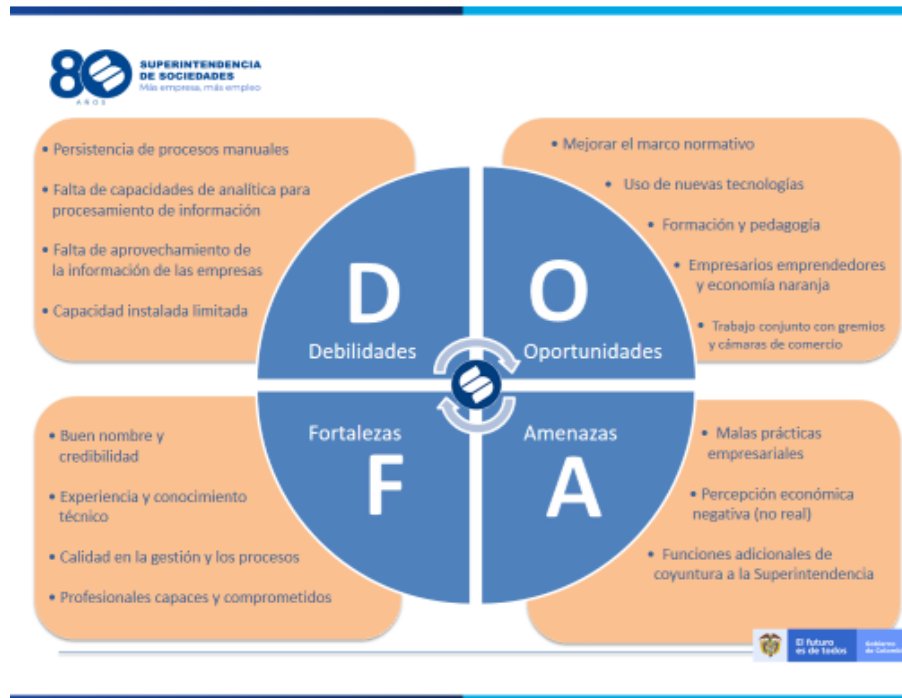 80
AÑOS
SUPERINTENDENCIA
DE SOCIEDADES
Más empresa, más empleo
• Persistencia de procesos manuales
• Falta de capacidades de analítica para
procesamiento de información
• Falta de aprovechamiento de
la información de las empresas
• Capacidad instalada limitada
D
Debilidades
• Mejorar el marco normativo
• Uso de nuevas tecnologías
• Formación y pedagogía
• Empresarios emprendedores
y economía naranja
• Trabajo conjunto con gremios
y cámaras de comercio
O
Oportunidades
• Buen nombre y
credibilidad
• Experiencia y conocimiento
técnico
• Calidad en la gestión y los procesos
• Profesionales capaces y comprometidos
Fortalezas
F
Amenazas
A
• Malas prácticas
empresariales
• Percepción económica
negativa (no real)
• Funciones adicionales de
coyuntura a la Superintendencia
El futuro
es de todos
Gobierno
de Colombia